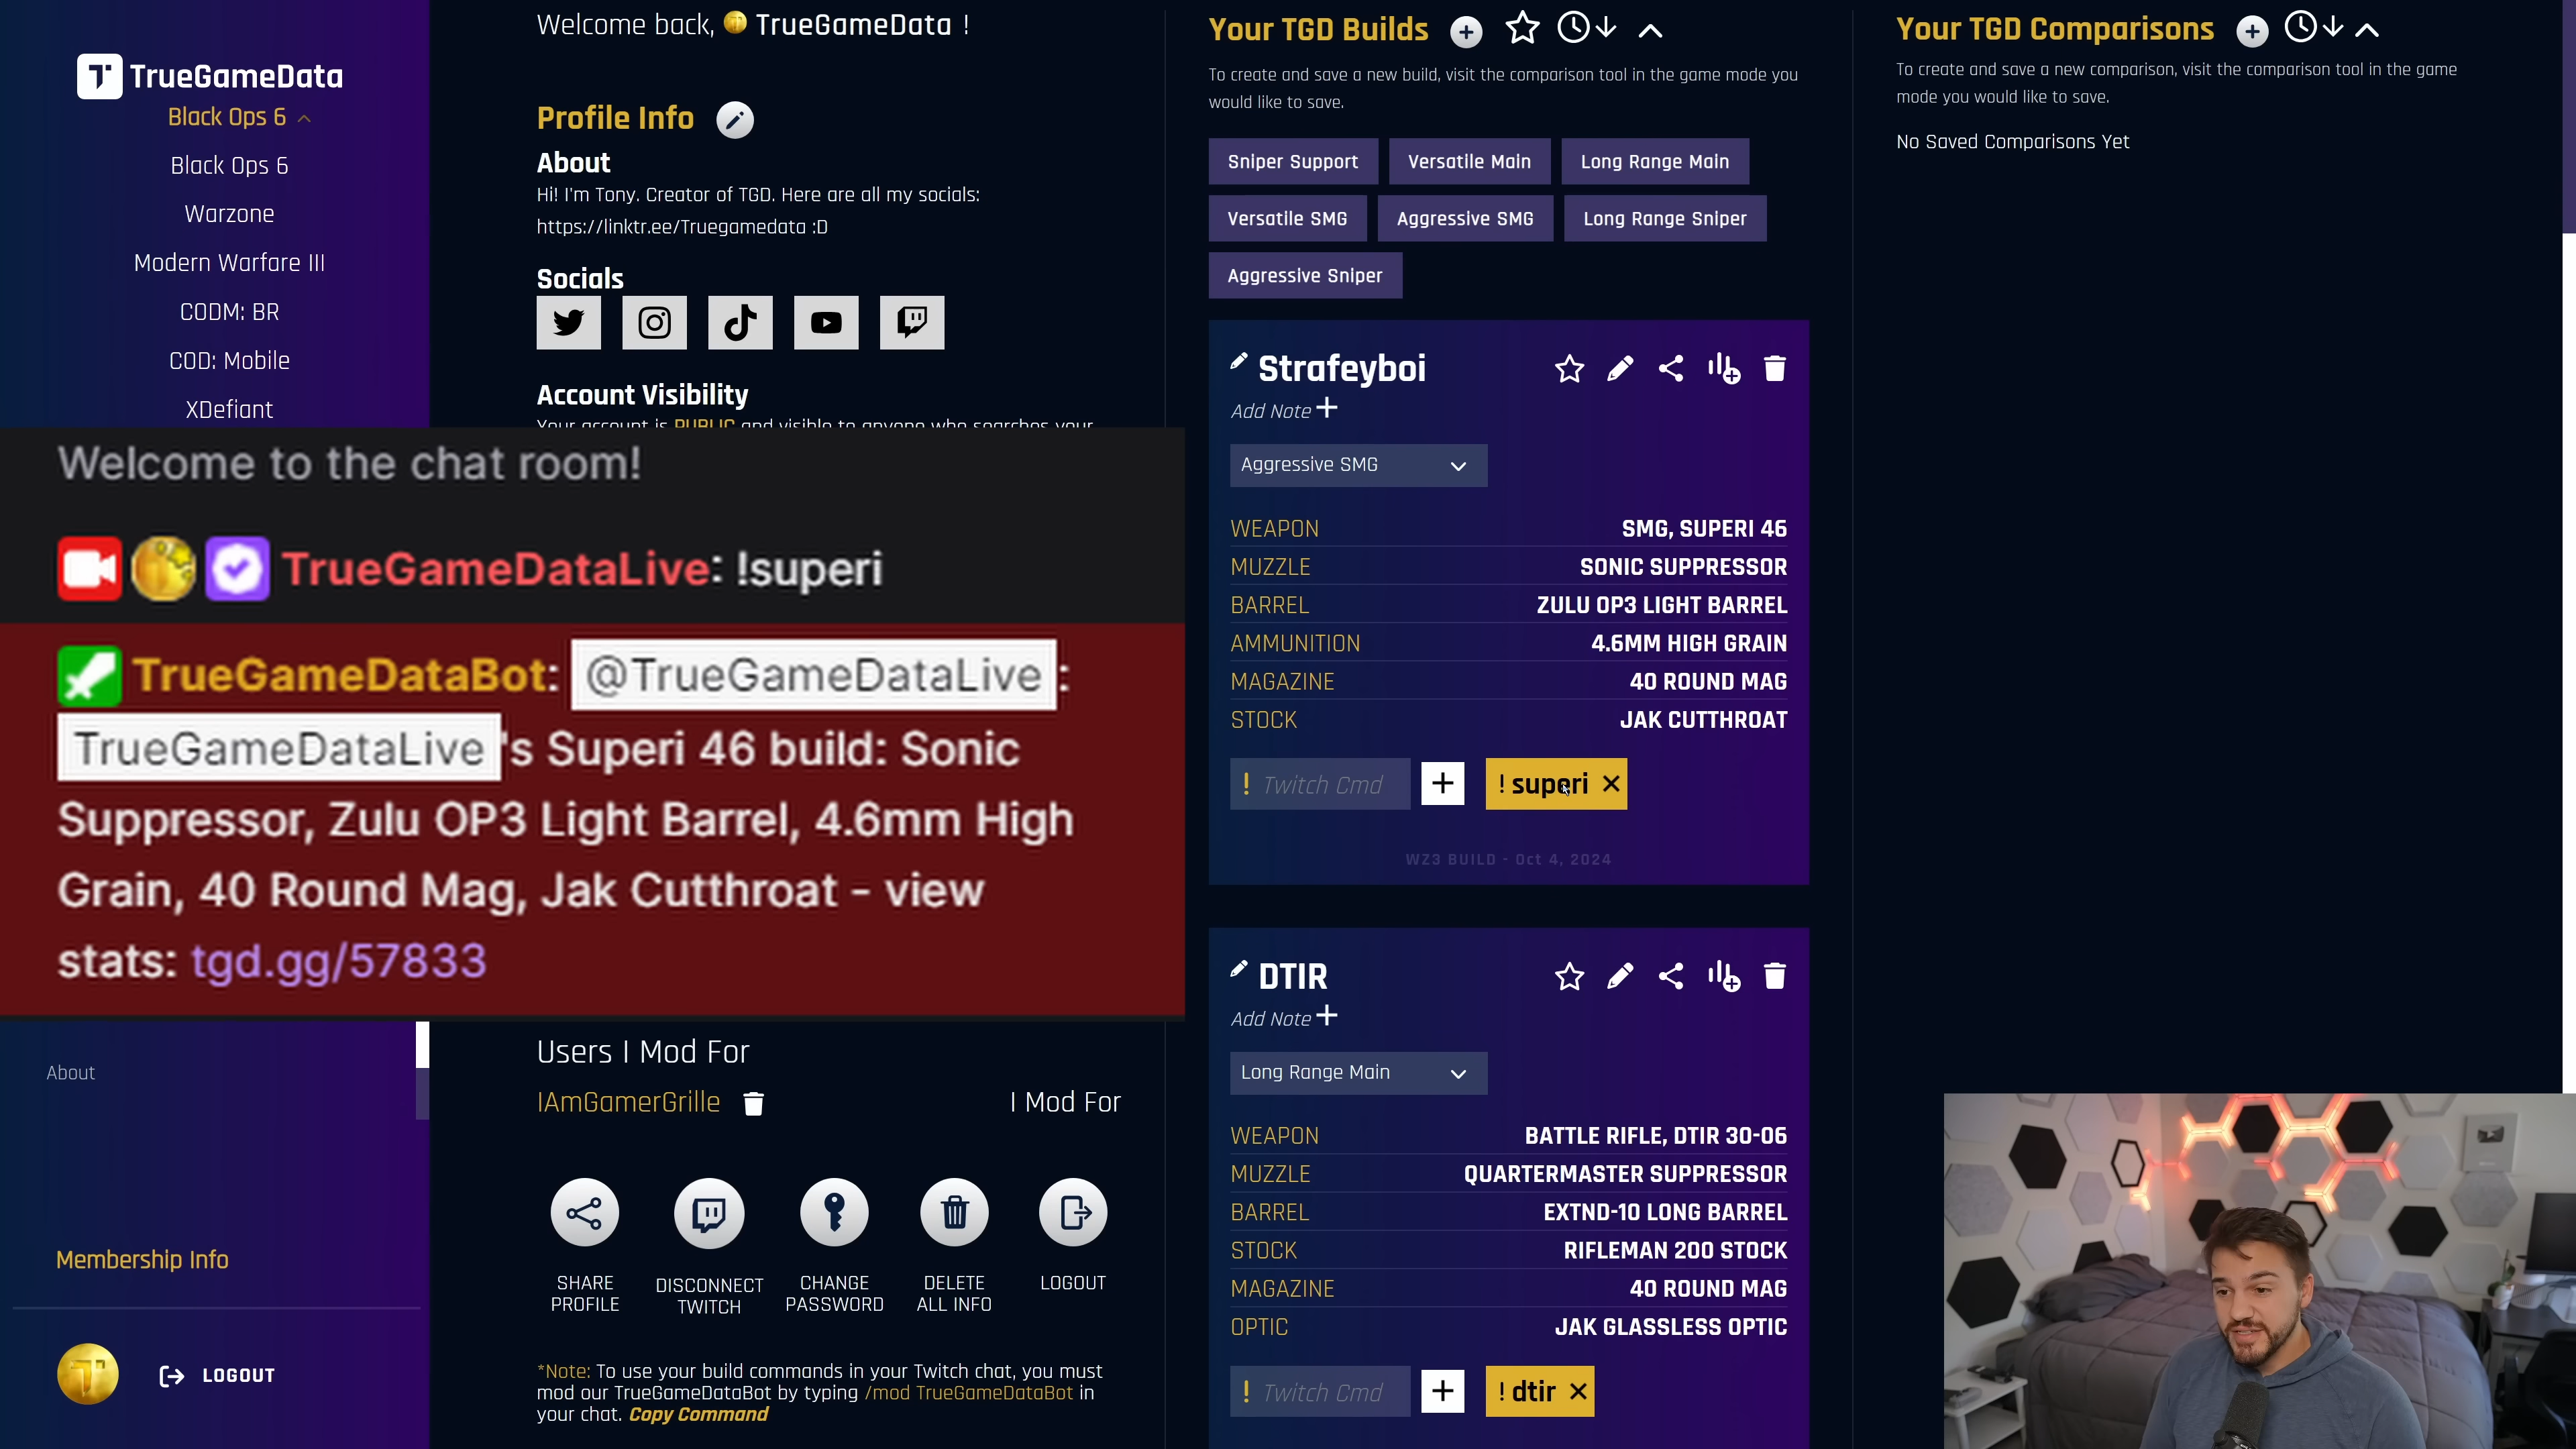 TrueGameData
Black Ops 6
Black Ops 6
Warzone
Modern Warfare III
CODM: BR
COD: Mobile
XDefiant
Welcome back, TrueGameData !
Profile Info
About
Hi! I'm Tony. Creator of TGD. Here are all my socials:
https://linktr.ee/Truegamedata :D
Socials
Account Visibility
Your account is PUBLIC and visible to anyone who searches your
Welcome to the chat room!
TrueGameDataLive: !superi
TrueGameDataBot: @TrueGameDataLive:
TrueGameDataLive's Superi 46 build: Sonic
Suppressor, Zulu OP3 Light Barrel, 4.6mm High
Grain, 40 Round Mag, Jak Cutthroat - view
stats: tgd.gg/57833
About
Membership Info
LOGOUT
Users I Mod For
IAmGamerGrille I Mod For
SHARE PROFILE
DISCONNECT TWITCH
CHANGE PASSWORD
DELETE ALL INFO
LOGOUT
*Note: To use your build commands in your Twitch chat, you must
mod our TrueGameDataBot by typing /mod TrueGameDataBot in
your chat. Copy Command
Your TGD Builds
To create and save a new build, visit the comparison tool in the game mode you
would like to save.
Sniper Support Versatile Main Long Range Main
Versatile SMG Aggressive SMG Long Range Sniper
Aggressive Sniper
Strafeyboi
Add Note +
Aggressive SMG
WEAPON SMG, SUPERI 46
MUZZLE SONIC SUPPRESSOR
BARREL ZULU OP3 LIGHT BARREL
AMMUNITION 4.6MM HIGH GRAIN
MAGAZINE 40 ROUND MAG
STOCK JAK CUTTHROAT
! Twitch Cmd + ! superi ✕
WZ3 BUILD - Oct 4, 2024
DTIR
Add Note +
Long Range Main
WEAPON BATTLE RIFLE, DTIR 30-06
MUZZLE QUARTERMASTER SUPPRESSOR
BARREL EXTND-10 LONG BARREL
STOCK RIFLEMAN 200 STOCK
MAGAZINE 40 ROUND MAG
OPTIC JAK GLASSLESS OPTIC
! Twitch Cmd + ! dtir ✕
Your TGD Comparisons
To create and save a new comparison, visit the comparison tool in the game
mode you would like to save.
No Saved Comparisons Yet